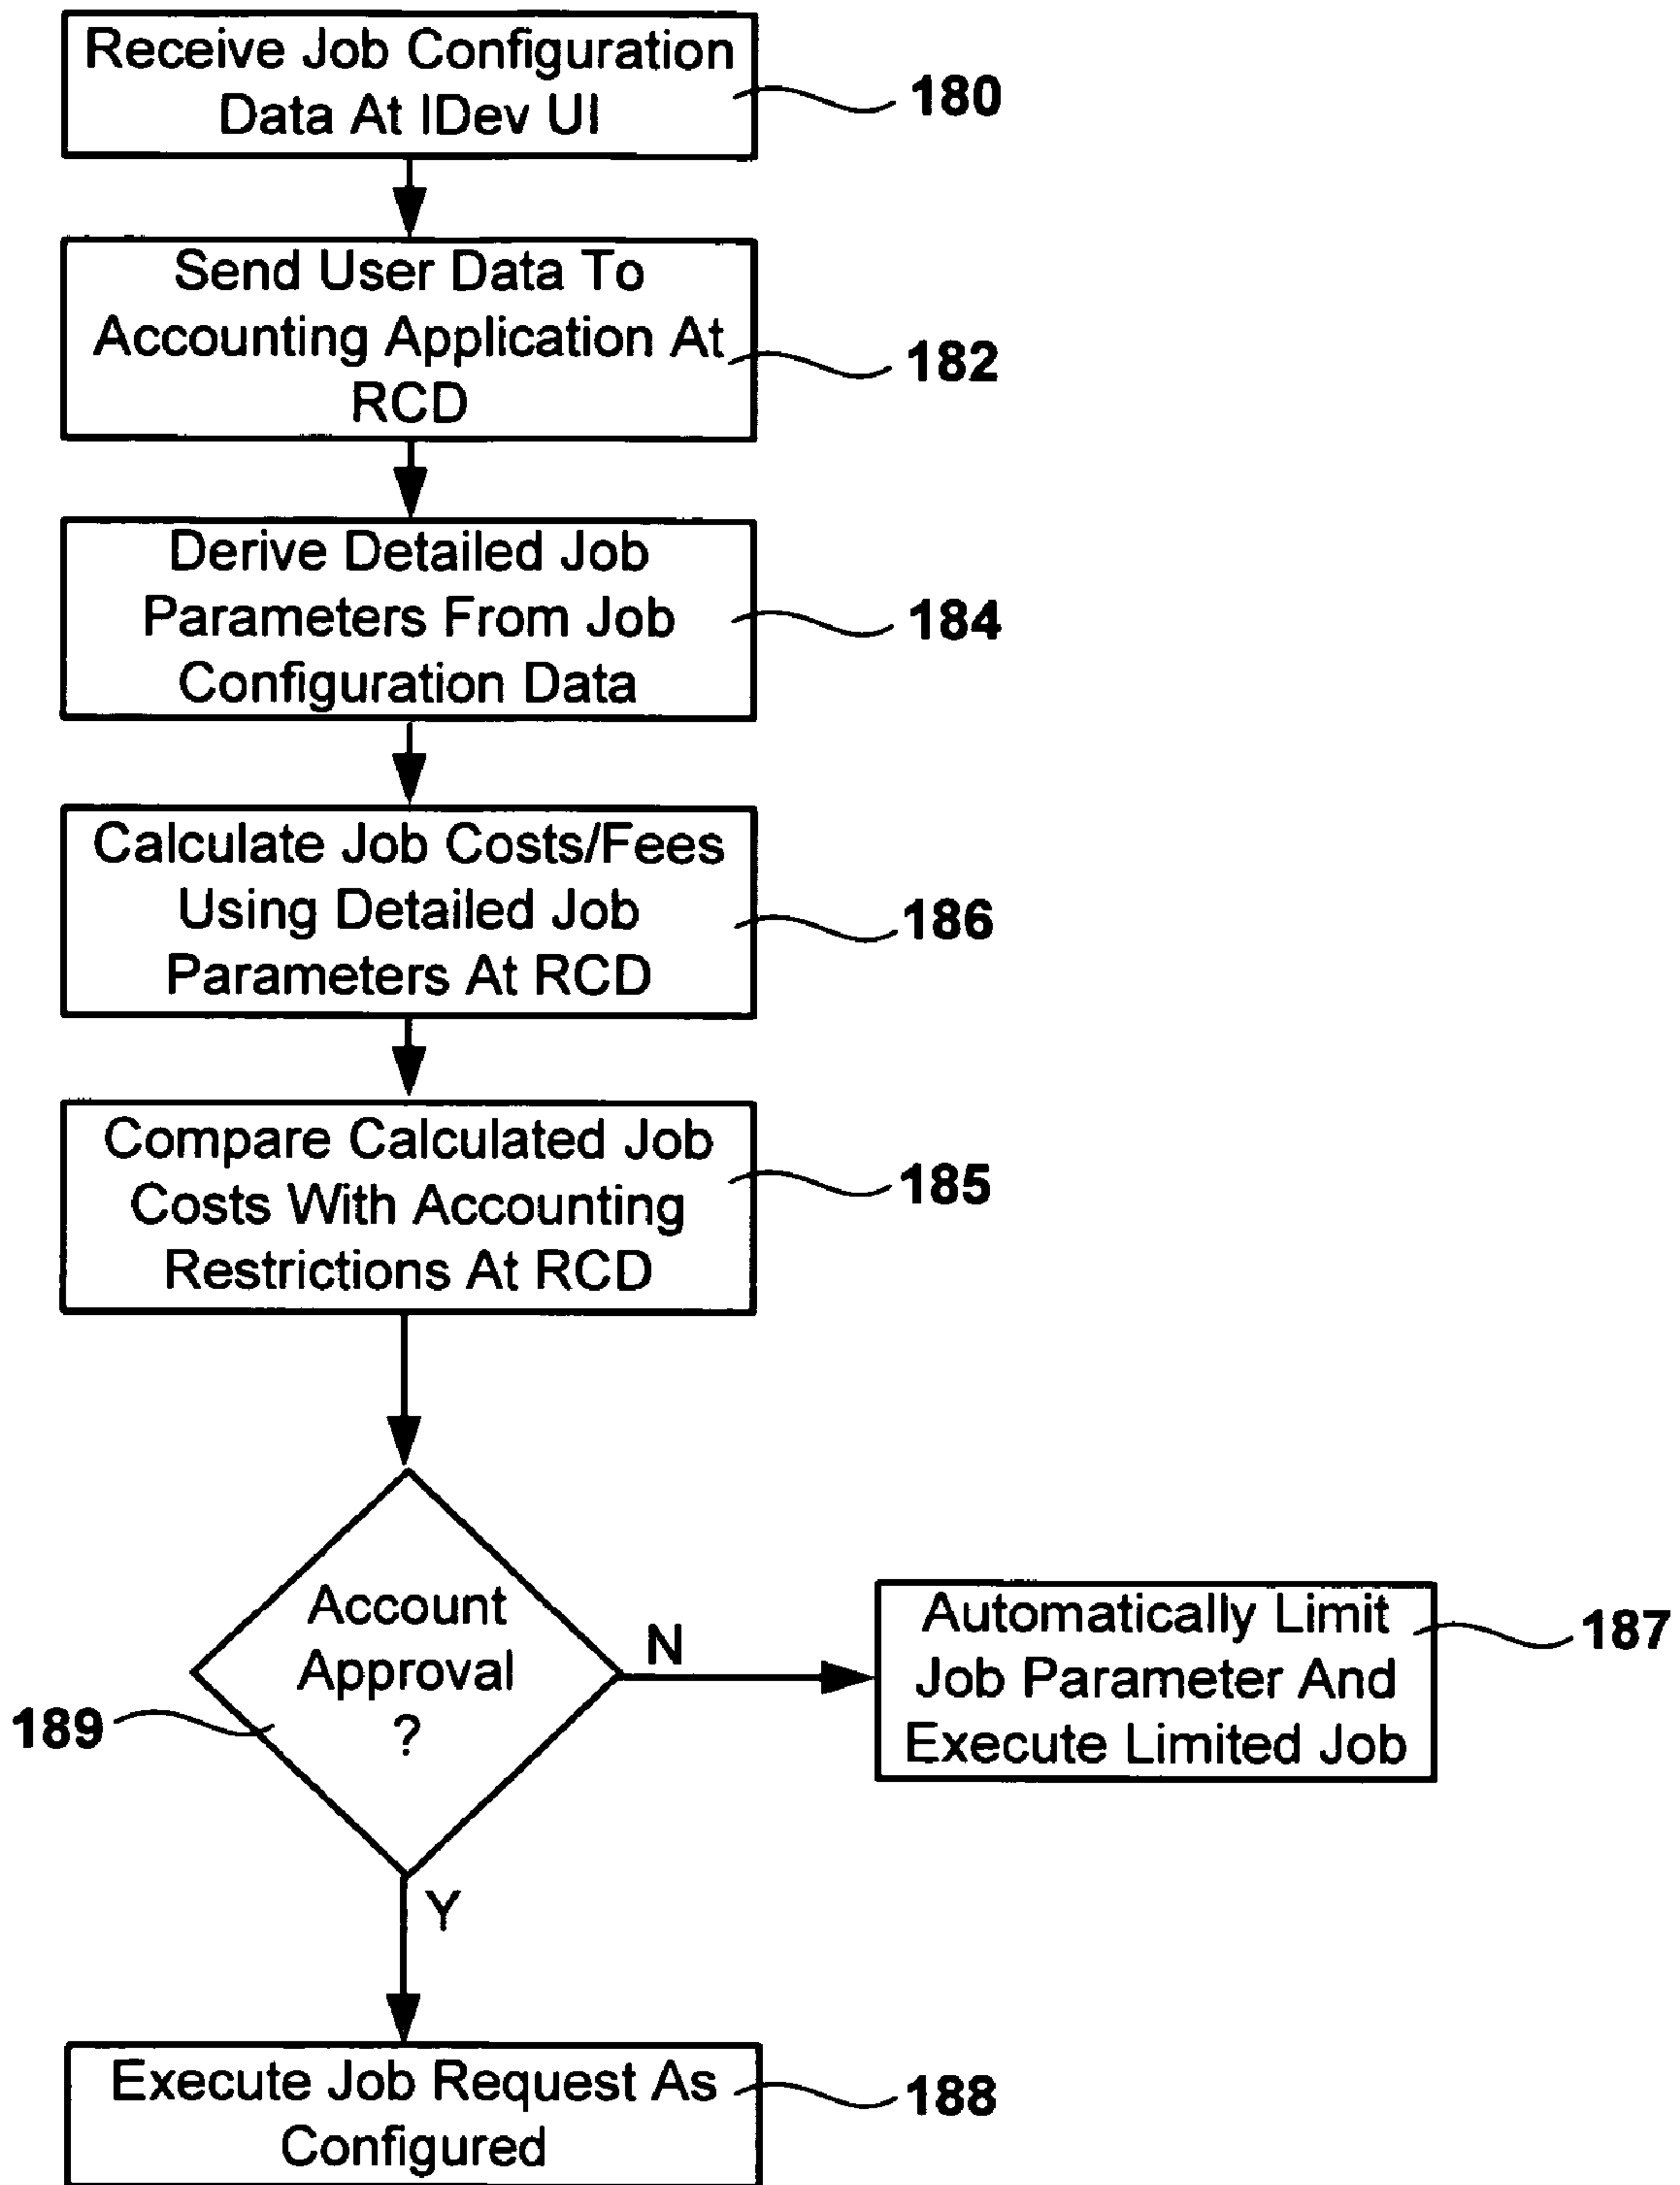 Receive Job Configuration
Data At IDev UI
180
Send User Data To
Accounting Application At
RCD
182
Derive Detailed Job
Parameters From Job
Configuration Data
184
Calculate Job Costs/Fees
Using Detailed Job
Parameters At RCD
186
Compare Calculated Job
Costs With Accounting
Restrictions At RCD
185
Account
Approval
?
189
N
Automatically Limit
Job Parameter And
Execute Limited Job
187
Y
Execute Job Request As
Configured
188